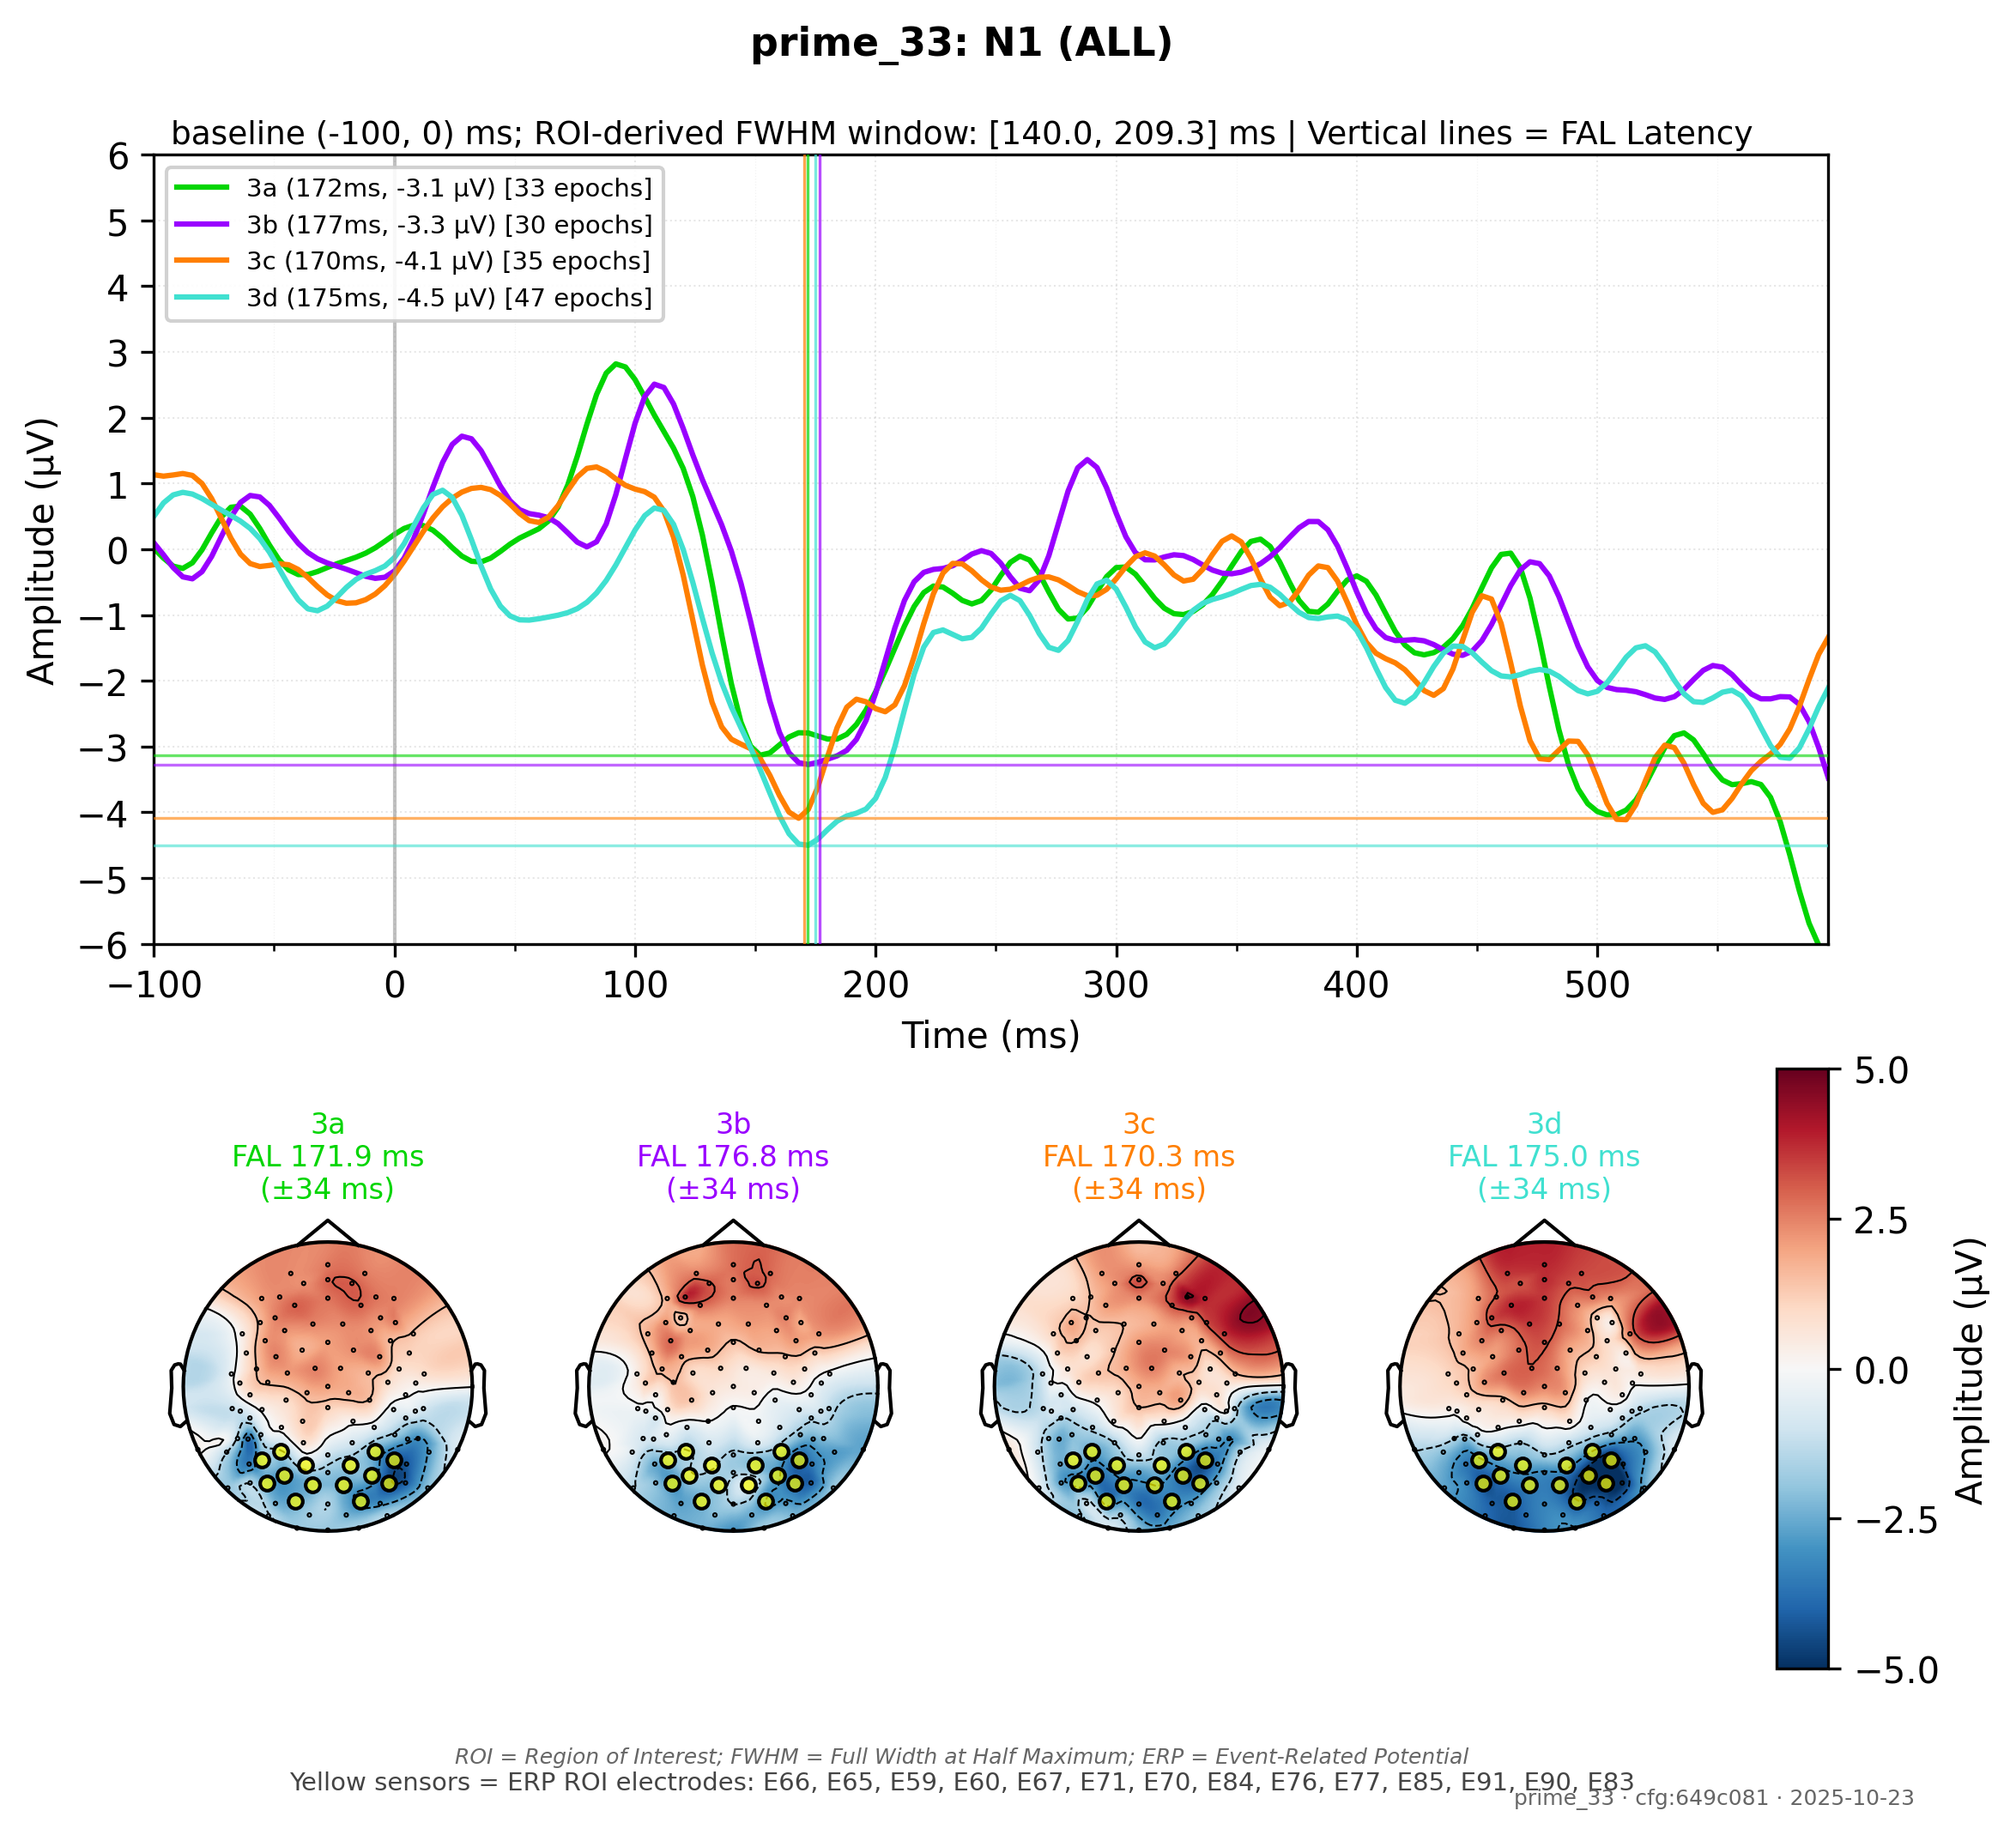 prime_33: N1 (ALL)
baseline (-100, 0) ms; ROI-derived FWHM window: [140.0, 209.3] ms | Vertical lines = FAL Latency
3a (172ms, -3.1 µV) [33 epochs]
3b (177ms, -3.3 µV) [30 epochs]
3c (170ms, -4.1 µV) [35 epochs]
3d (175ms, -4.5 µV) [47 epochs]
Amplitude (µV)
6
5
4
3
2
1
0
−1
−2
−3
−4
−5
−6
−100 0 100 200 300 400 500
Time (ms)
3a
FAL 171.9 ms
(±34 ms)
3b
FAL 176.8 ms
(±34 ms)
3c
FAL 170.3 ms
(±34 ms)
3d
FAL 175.0 ms
(±34 ms)
5.0
2.5
0.0
−2.5
−5.0
Amplitude (µV)
ROI = Region of Interest; FWHM = Full Width at Half Maximum; ERP = Event-Related Potential
Yellow sensors = ERP ROI electrodes: E66, E65, E59, E60, E67, E71, E70, E84, E76, E77, E85, E91, E90, E83
prime_33 · cfg:649c081 · 2025-10-23